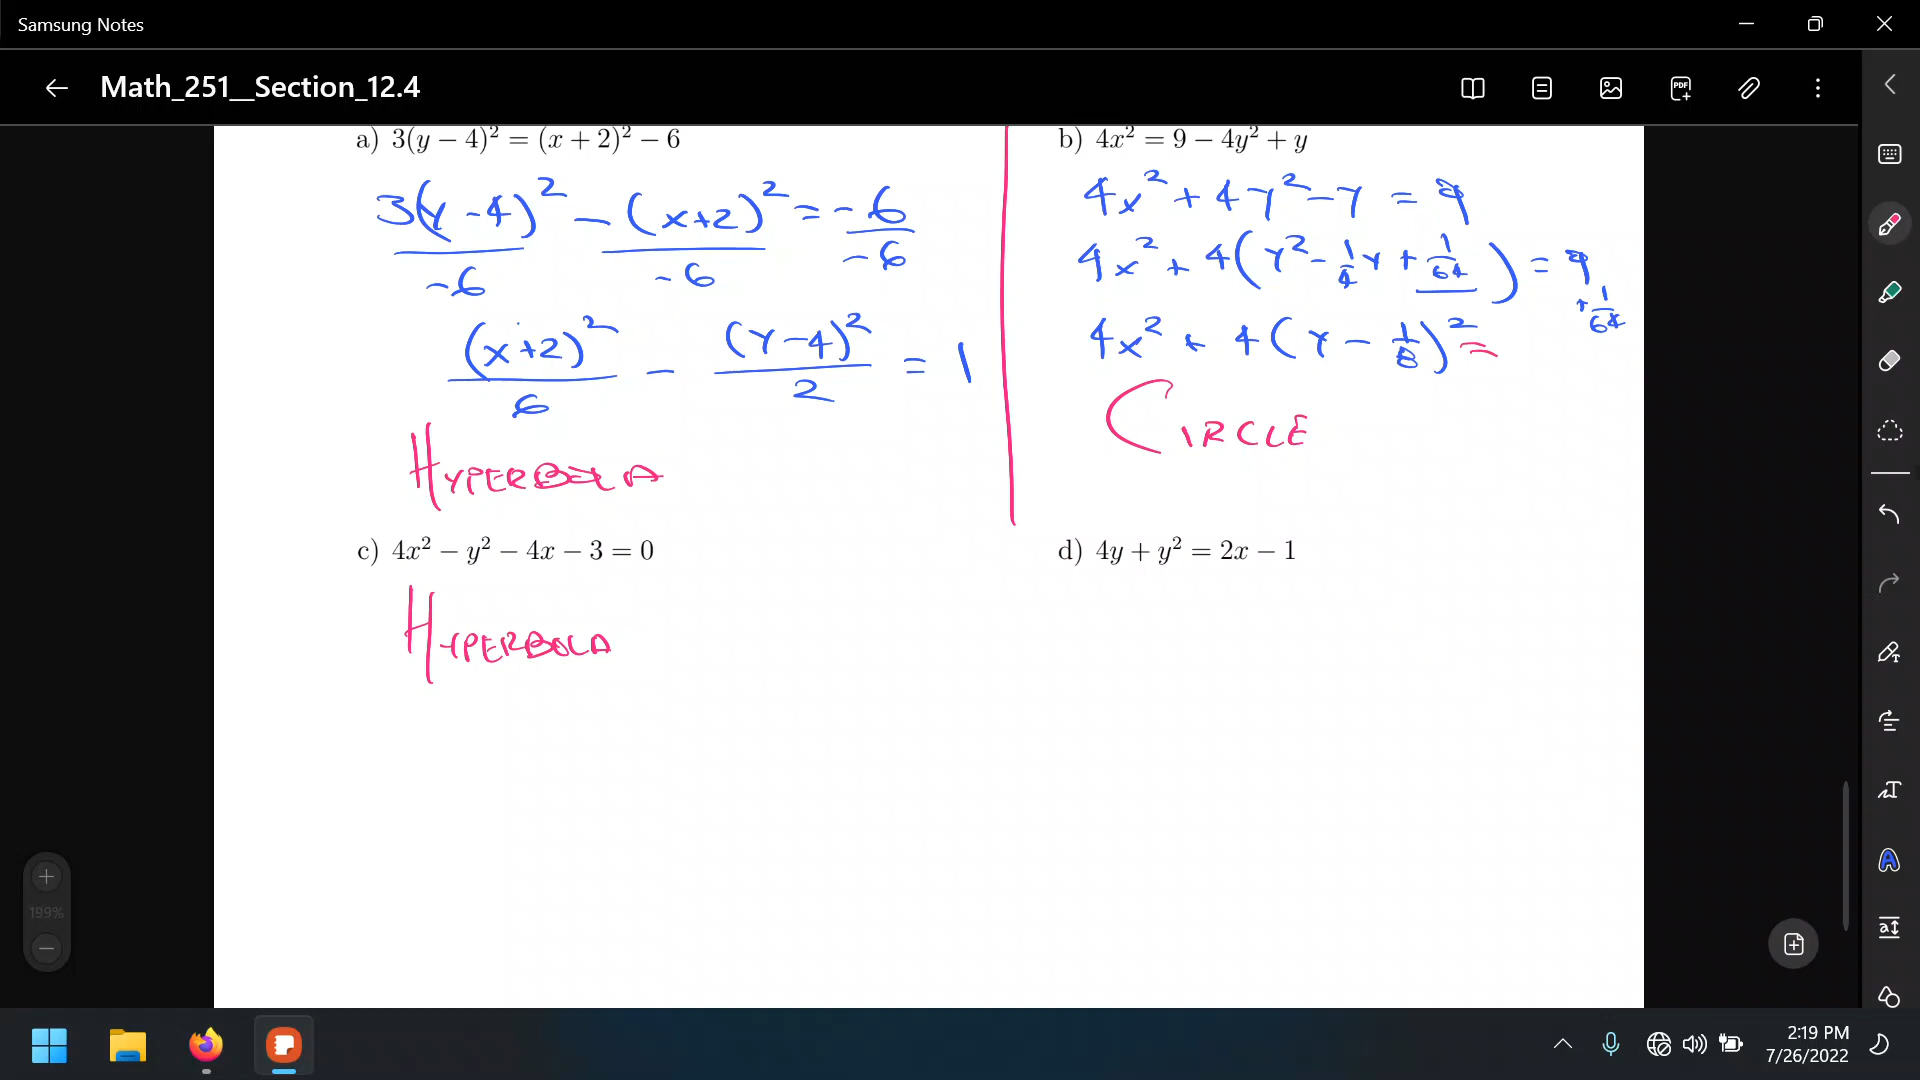 Samsung Notes
Math_251__Section_12.4
PDF
a) 3(y − 4)² = (x + 2)² − 6
3(y − 4)² − (x+2)² = −6
−6 −6 −6
(x+2)² − (y−4)² = 1
6 2
HYPERBOLA
b) 4x² = 9 − 4y² + y
4x² + 4y² − y = 9
4x² + 4(y² − 1/4 y + 1/64) = 9
+ 1/64
4x² + 4(y − 1/8)² =
CIRCLE
c) 4x² − y² − 4x − 3 = 0
HYPERBOLA
d) 4y + y² = 2x − 1
199%
2:19 PM
7/26/2022